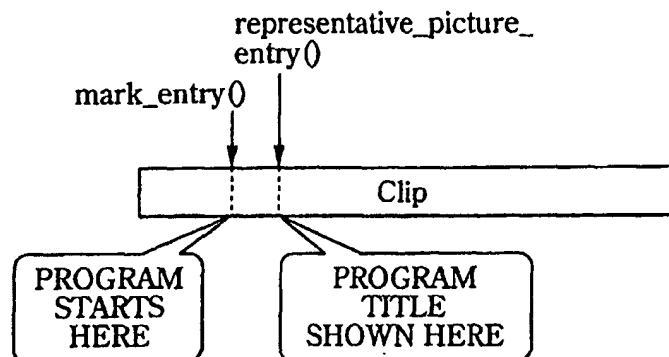 representative_picture_
entry()
mark_entry()
Clip
PROGRAM
STARTS
HERE
PROGRAM
TITLE
SHOWN HERE